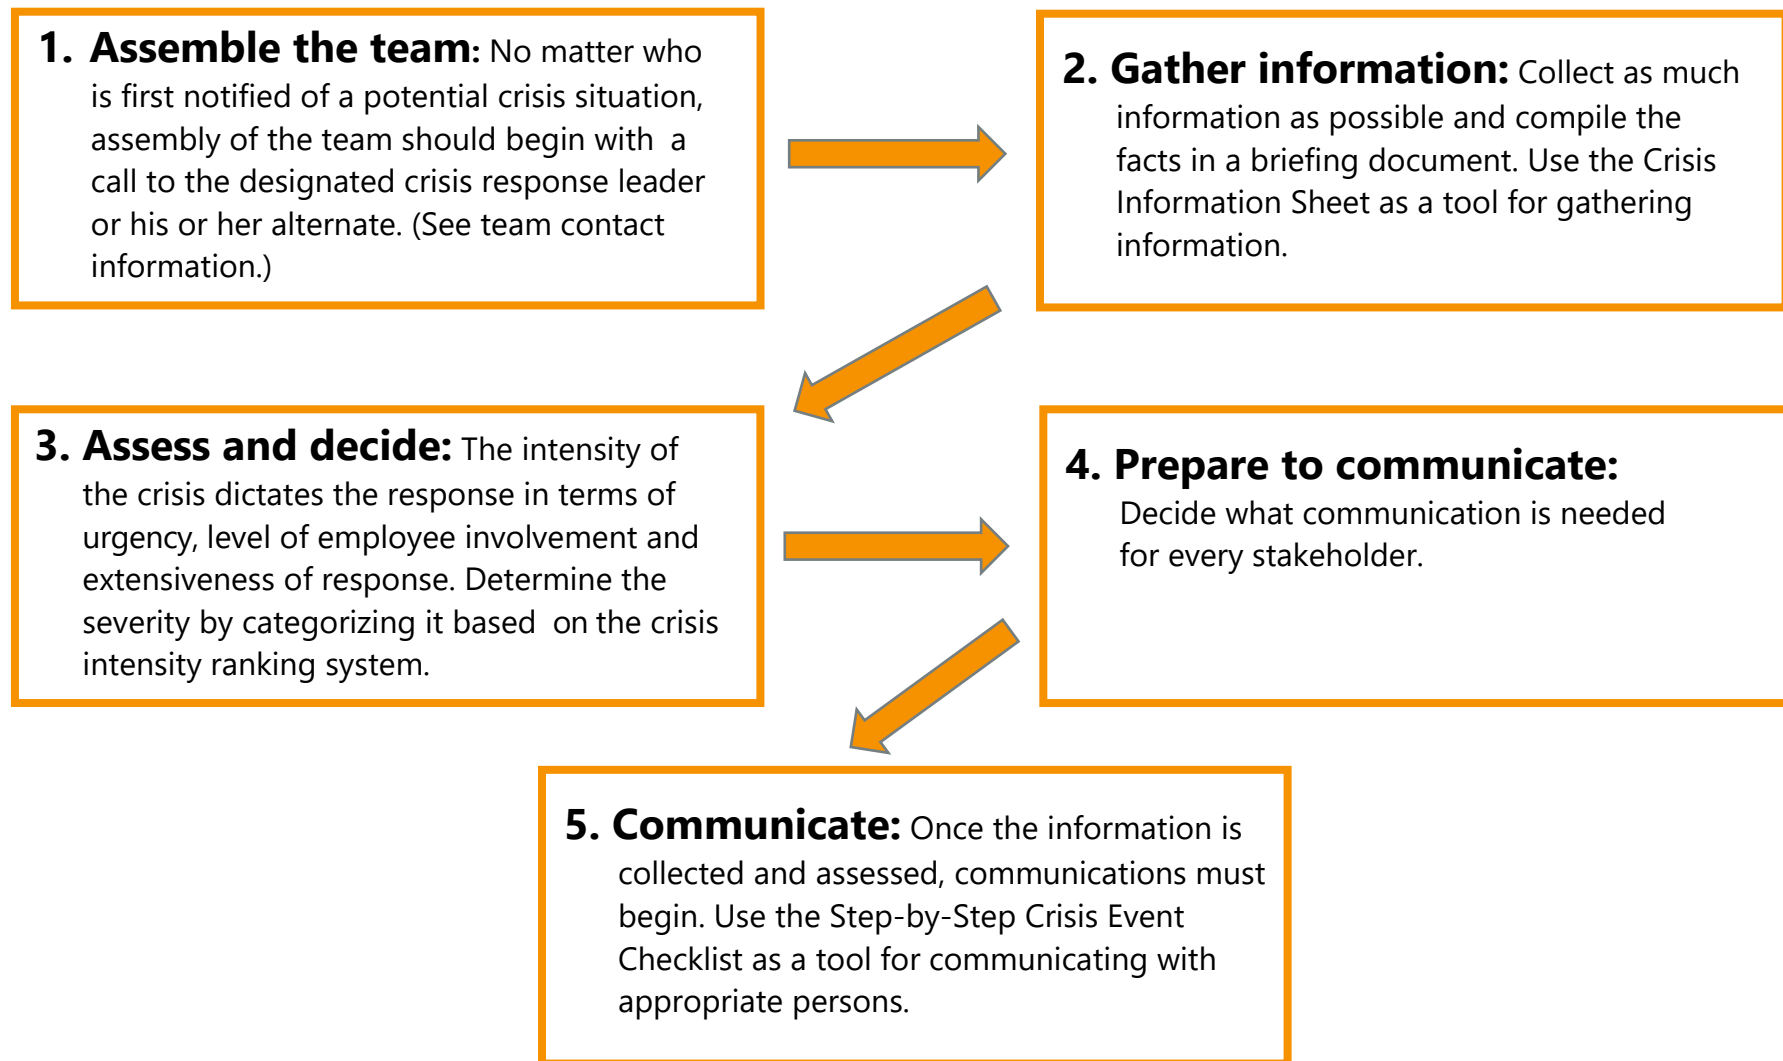 1. Assemble the team: No matter who
is first notified of a potential crisis situation,
assembly of the team should begin with a
call to the designated crisis response leader
or his or her alternate. (See team contact
information.)
2. Gather information: Collect as much
information as possible and compile the
facts in a briefing document. Use the Crisis
Information Sheet as a tool for gathering
information.
3. Assess and decide: The intensity of
the crisis dictates the response in terms of
urgency, level of employee involvement and
extensiveness of response. Determine the
severity by categorizing it based on the crisis
intensity ranking system.
4. Prepare to communicate:
Decide what communication is needed
for every stakeholder.
5. Communicate: Once the information is
collected and assessed, communications must
begin. Use the Step-by-Step Crisis Event
Checklist as a tool for communicating with
appropriate persons.